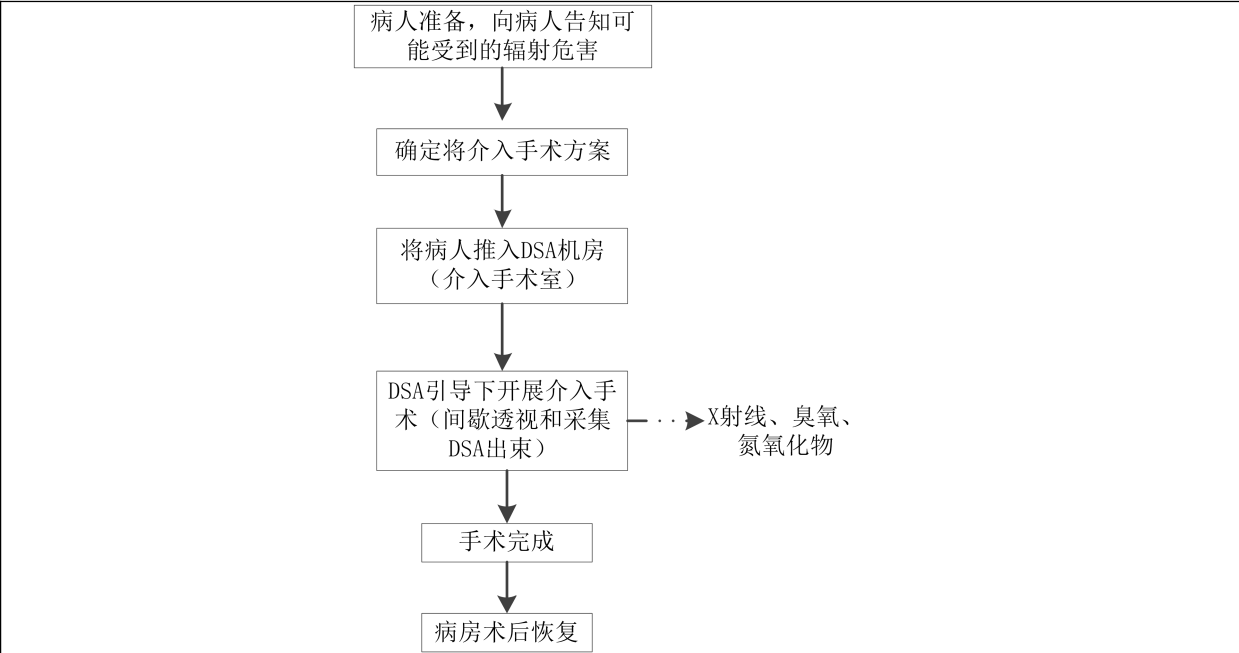 病人准备，向病人告知可
能受到的辐射危害
确定将介入手术方案
将病人推入DSA机房
（介入手术室）
DSA引导下开展介入手
术（间歇透视和采集
DSA出束）
X射线、臭氧、
氮氧化物
手术完成
病房术后恢复